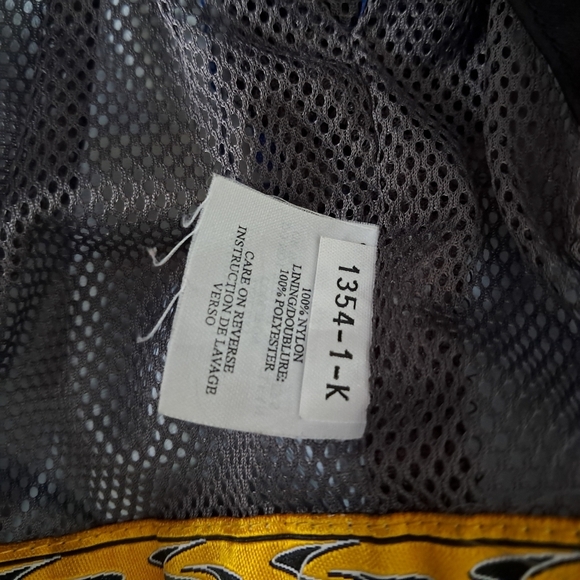 1354-1-K
100% NYLON
LINING/DOUBLURE:
100% POLYESTER
CARE ON REVERSE
INSTRUCTION DE LAVAGE
VERSO